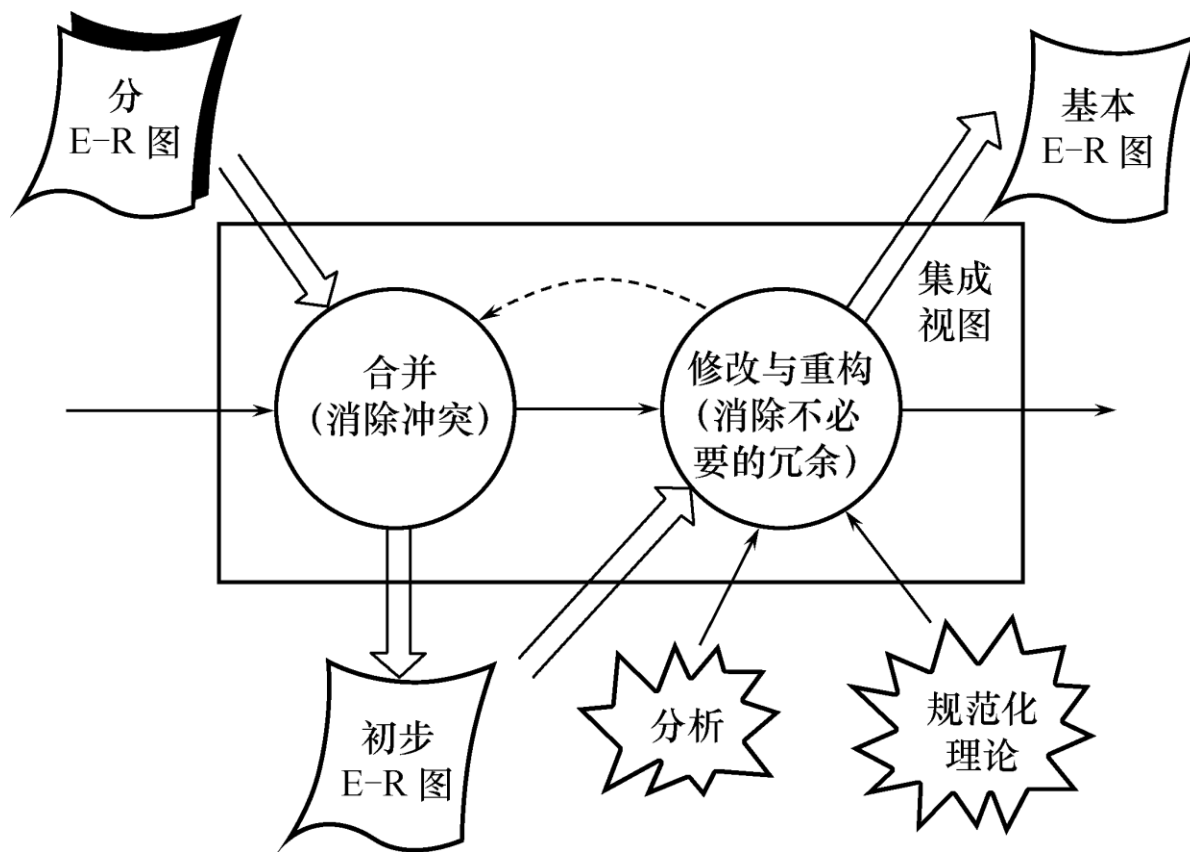 分
E-R 图
基本
E-R 图
集成
视图
合并
(消除冲突)
修改与重构
(消除不必
要的冗余)
初步
E-R 图
分析
规范化
理论